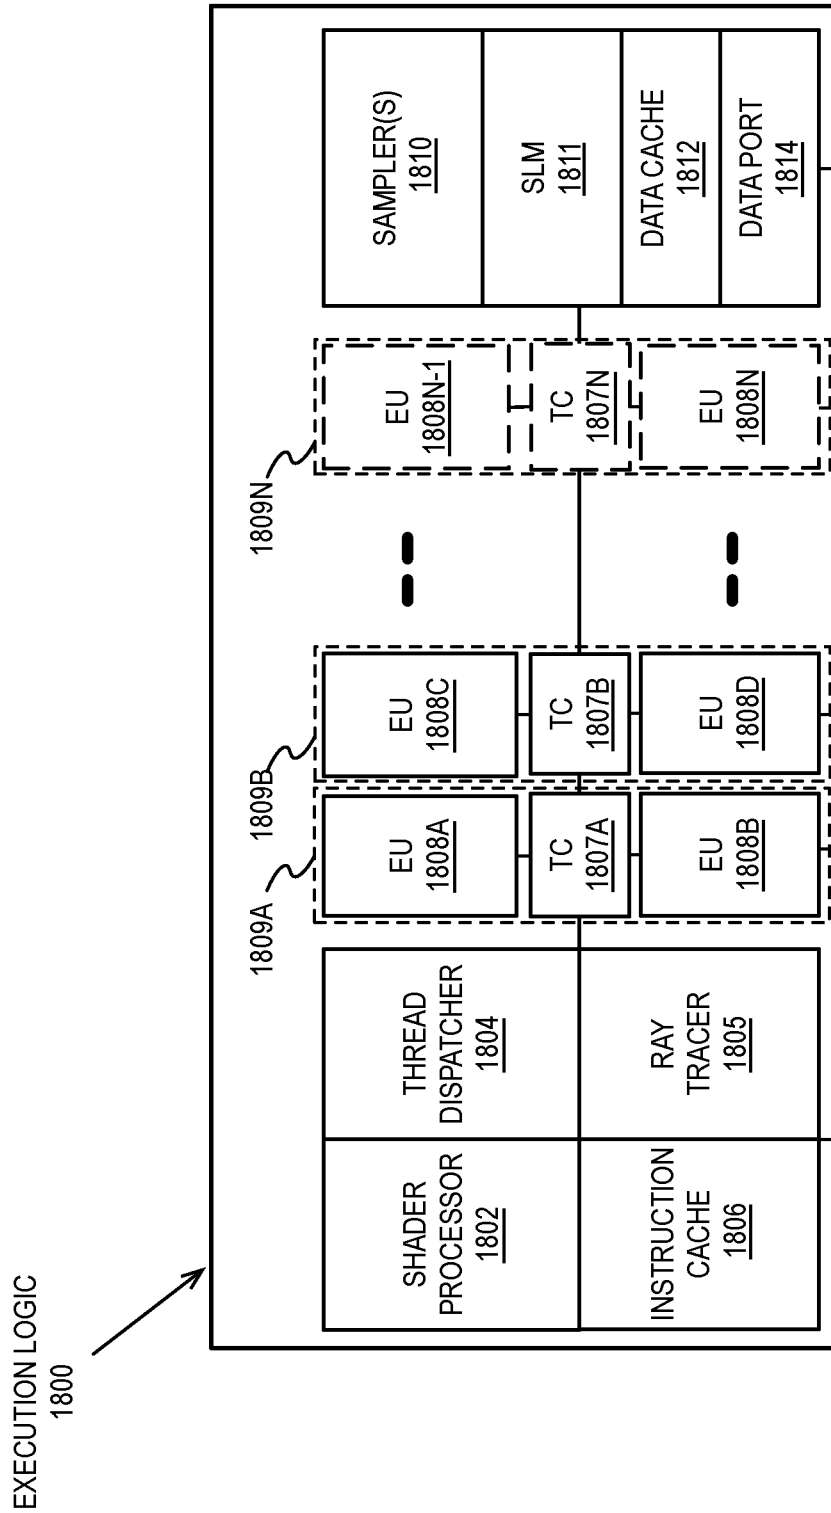 EXECUTION LOGIC
1800
SHADER
PROCESSOR
1802
THREAD
DISPATCHER
1804
INSTRUCTION
CACHE
1806
RAY
TRACER
1805
1809A
EU
1808A
TC
1807A
EU
1808B
1809B
EU
1808C
TC
1807B
EU
1808D
1809N
EU
1808N-1
TC
1807N
EU
1808N
SAMPLER(S)
1810
SLM
1811
DATA CACHE
1812
DATA PORT
1814